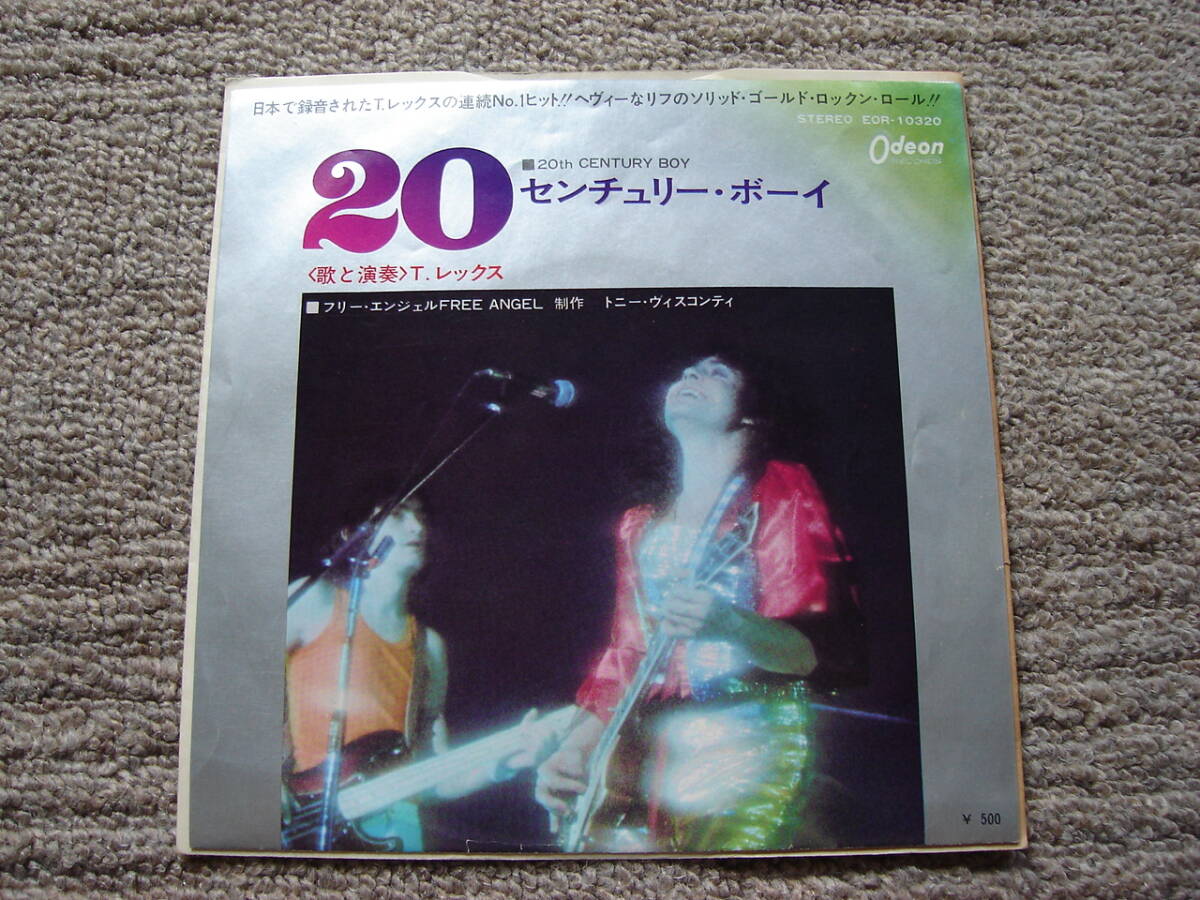 日本で録音されたT.レックスの連続No.1ヒット!!ヘヴィーなリフのソリッド・ゴールド・ロックン・ロール!!
STEREO EOR-10320
Odeon
RECORDS
20
■20th CENTURY BOY
センチュリー・ボーイ
〈歌と演奏〉T.レックス
■フリー・エンジェルFREE ANGEL 制作 トニー・ヴィスコンティ
¥ 500